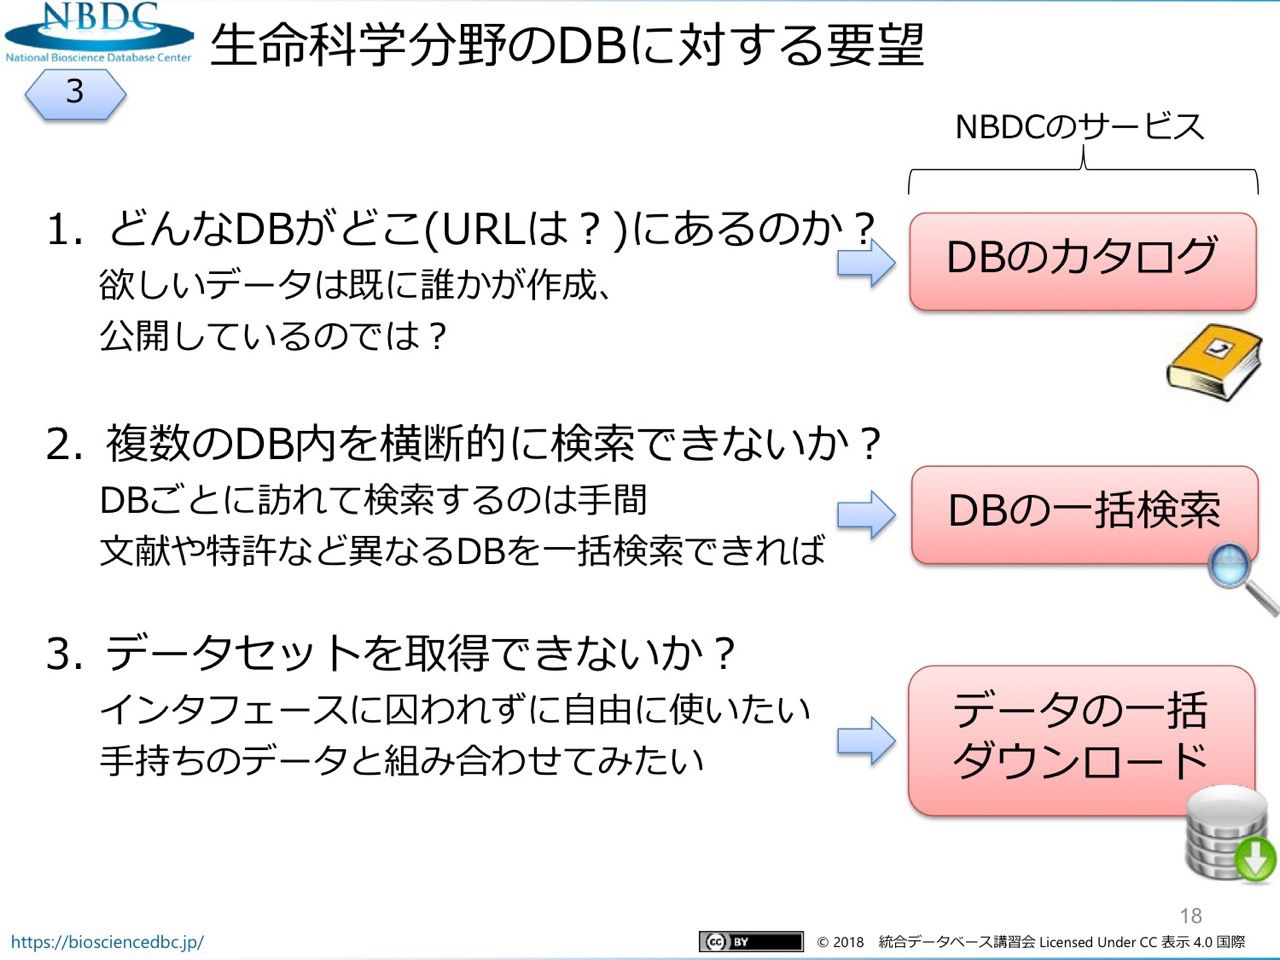 NBDC
National Bioscience Database Center
生命科学分野のDBに対する要望
3
NBDCのサービス
1. どんなDBがどこ(URLは？)にあるのか？
欲しいデータは既に誰かが作成、
公開しているのでは？
DBのカタログ
2. 複数のDB内を横断的に検索できないか？
DBごとに訪れて検索するのは手間
文献や特許など異なるDBを一括検索できれば
DBの一括検索
3. データセットを取得できないか？
インタフェースに囚われずに自由に使いたい
手持ちのデータと組み合わせてみたい
データの一括
ダウンロード
18
https://biosciencedbc.jp/
cc BY
© 2018 統合データベース講習会 Licensed Under CC 表示 4.0 国際